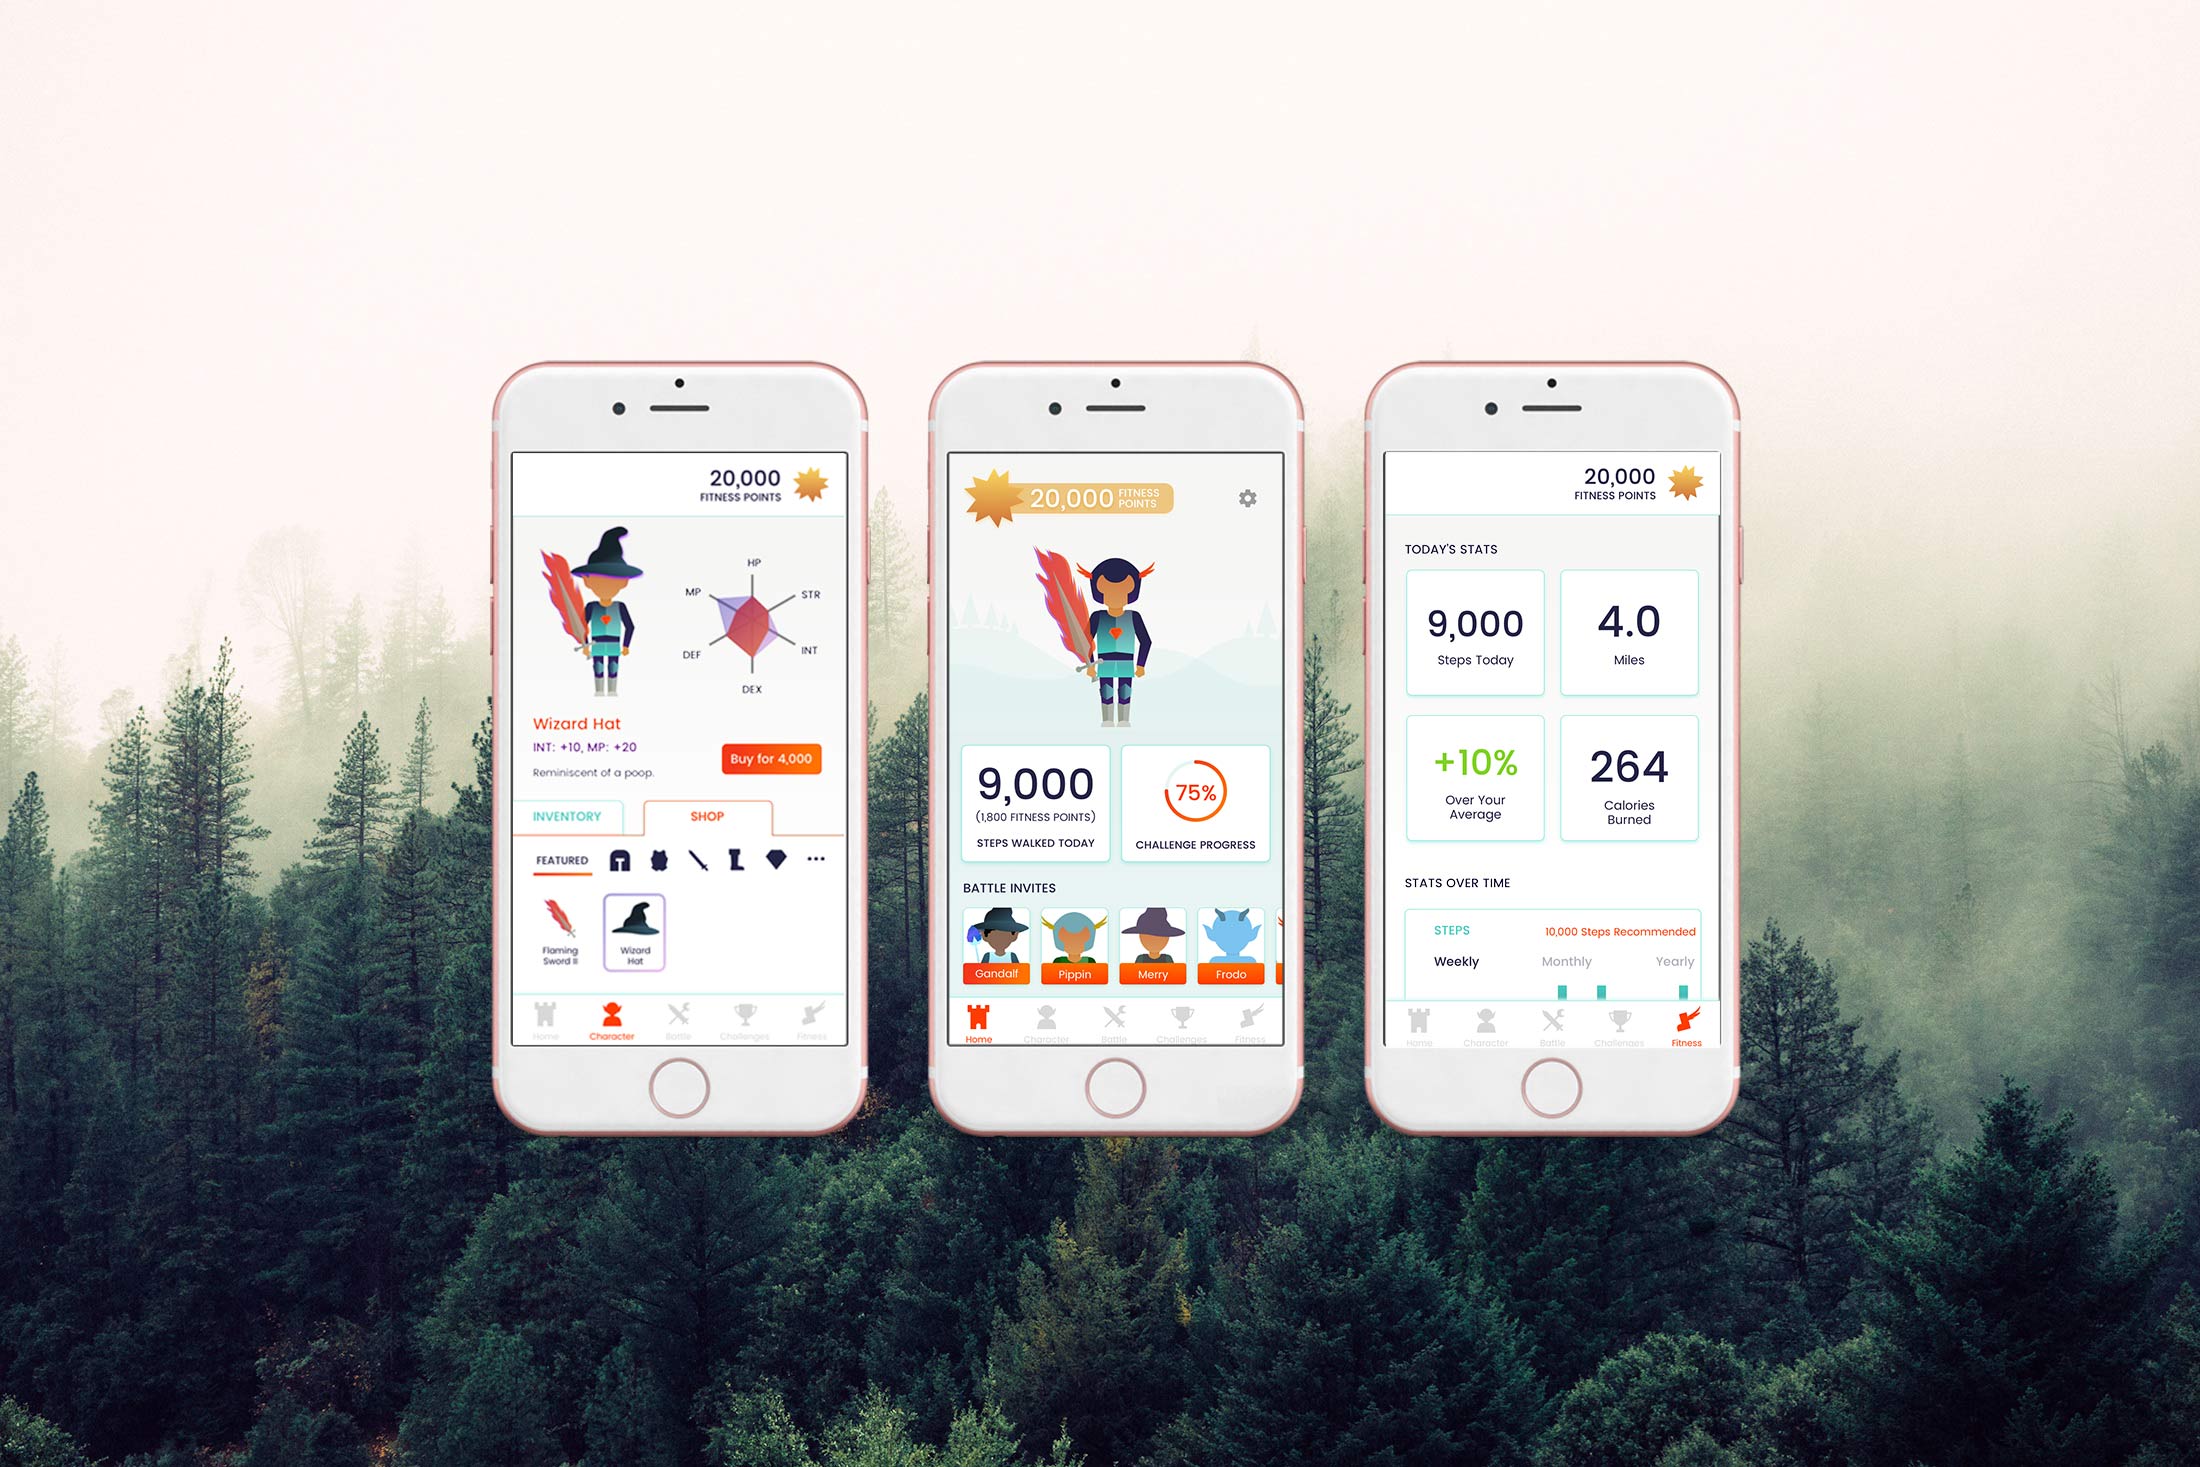 20,000
FITNESS POINTS
HP
MP
STR
DEF
INT
DEX
Wizard Hat
INT: +10, MP: +20
Reminiscent of a poop.
Buy for 4,000
INVENTORY
SHOP
FEATURED
Flaming
Sword II
Wizard
Hat
Home
Character
Battle
Challenges
Fitness
20,000
FITNESS
POINTS
9,000
(1,800 FITNESS POINTS)
STEPS WALKED TODAY
75%
CHALLENGE PROGRESS
BATTLE INVITES
Gandalf
Pippin
Merry
Frodo
Home
Character
Battle
Challenges
Fitness
20,000
FITNESS POINTS
TODAY'S STATS
9,000
Steps Today
4.0
Miles
+10%
Over Your
Average
264
Calories
Burned
STATS OVER TIME
STEPS
10,000 Steps Recommended
Weekly
Monthly
Yearly
Home
Character
Battle
Challenges
Fitness